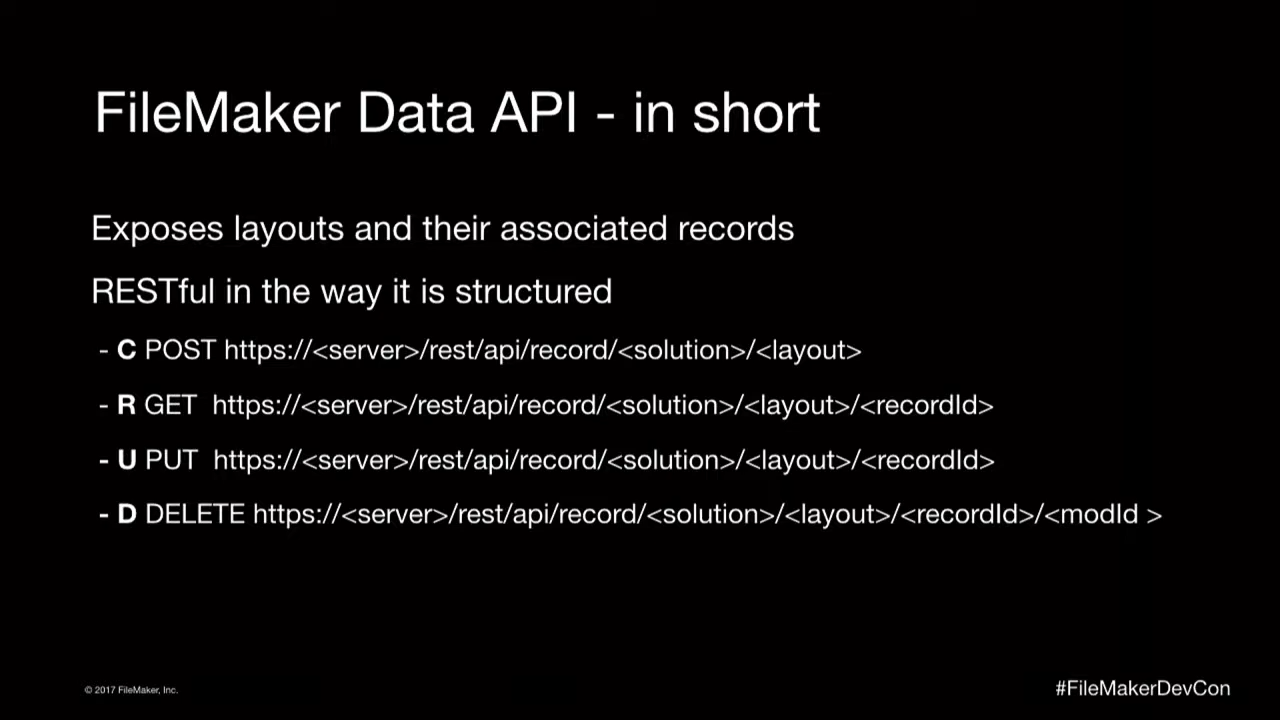 FileMaker Data API - in short
Exposes layouts and their associated records
RESTful in the way it is structured
- C POST https://<server>/rest/api/record/<solution>/<layout>
- R GET  https://<server>/rest/api/record/<solution>/<layout>/<recordId>
- U PUT  https://<server>/rest/api/record/<solution>/<layout>/<recordId>
- D DELETE https://<server>/rest/api/record/<solution>/<layout>/<recordId>/<modId >
© 2017 FileMaker, Inc.
#FileMakerDevCon